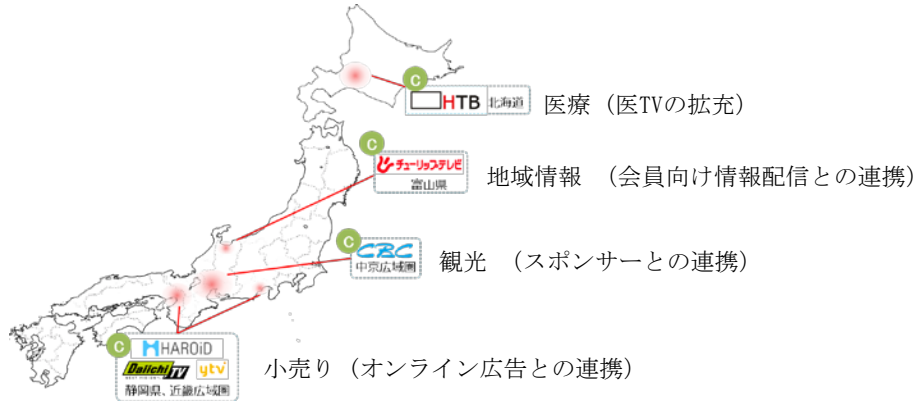 C
HTB 北海道 医療（医TVの拡充）
C
チューリップテレビ
富山県
地域情報　（会員向け情報配信との連携）
C
CBC
中京広域圏
観光　（スポンサーとの連携）
C
HAROiD
Daiichi TV ytv
静岡県、近畿広域圏
小売り（オンライン広告との連携）